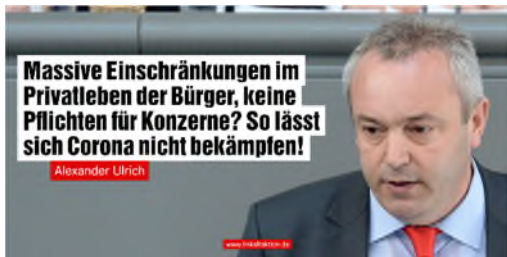 Massive Einschränkungen im
Privatleben der Bürger, keine
Pflichten für Konzerne? So lässt
sich Corona nicht bekämpfen!
Alexander Ulrich
www.linksfraktion.de